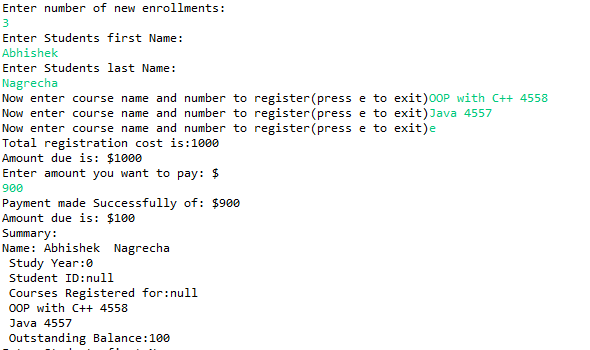 Enter number of new enrollments:
3
Enter Students first Name:
Abhishek
Enter Students last Name:
Nagrecha
Now enter course name and number to register(press e to exit)OOP with C++ 4558
Now enter course name and number to register(press e to exit)Java 4557
Now enter course name and number to register(press e to exit)e
Total registration cost is:1000
Amount due is: $1000
Enter amount you want to pay: $
900
Payment made Successfully of: $900
Amount due is: $100
Summary:
Name: Abhishek  Nagrecha
 Study Year:0
 Student ID:null
 Courses Registered for:null
 OOP with C++ 4558
 Java 4557
 Outstanding Balance:100